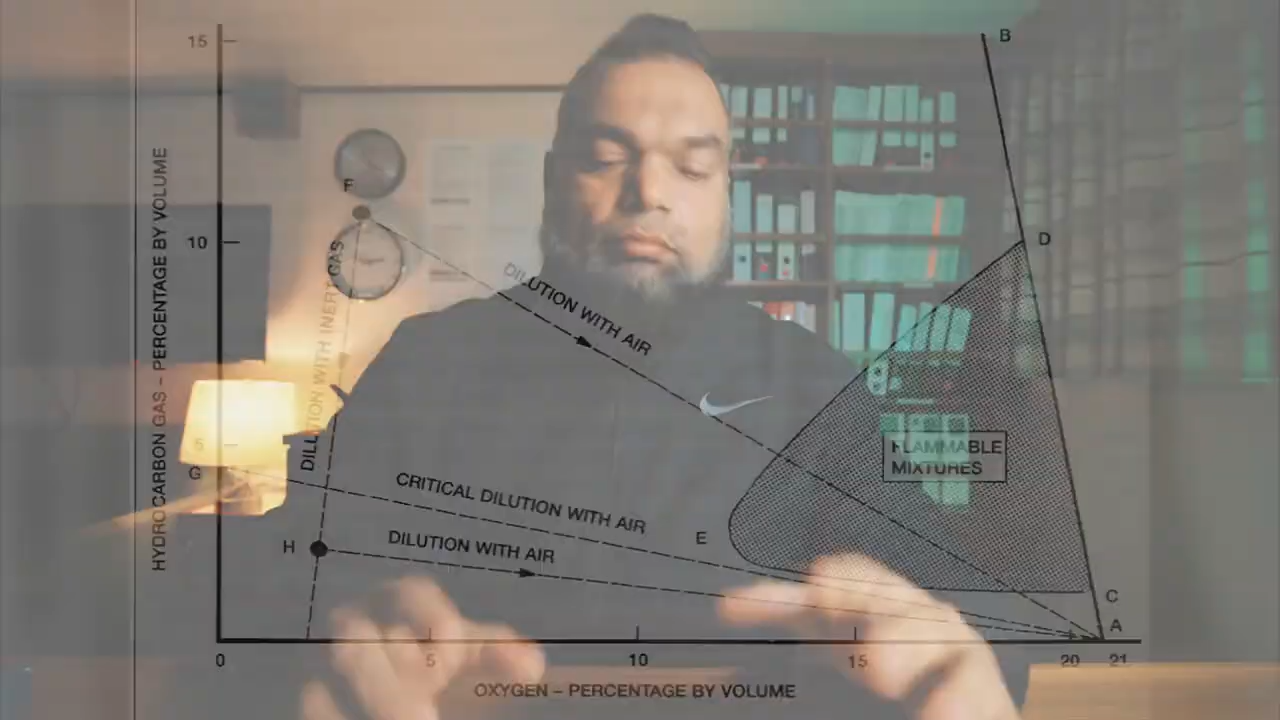 15
B
HYDROCARBON GAS – PERCENTAGE BY VOLUME
F
10
D
DILUTION WITH INERT GAS
DILUTION WITH AIR
5
FLAMMABLE
MIXTURES
G
CRITICAL DILUTION WITH AIR
E
H
DILUTION WITH AIR
C
A
0
5
10
15
20
21
OXYGEN – PERCENTAGE BY VOLUME